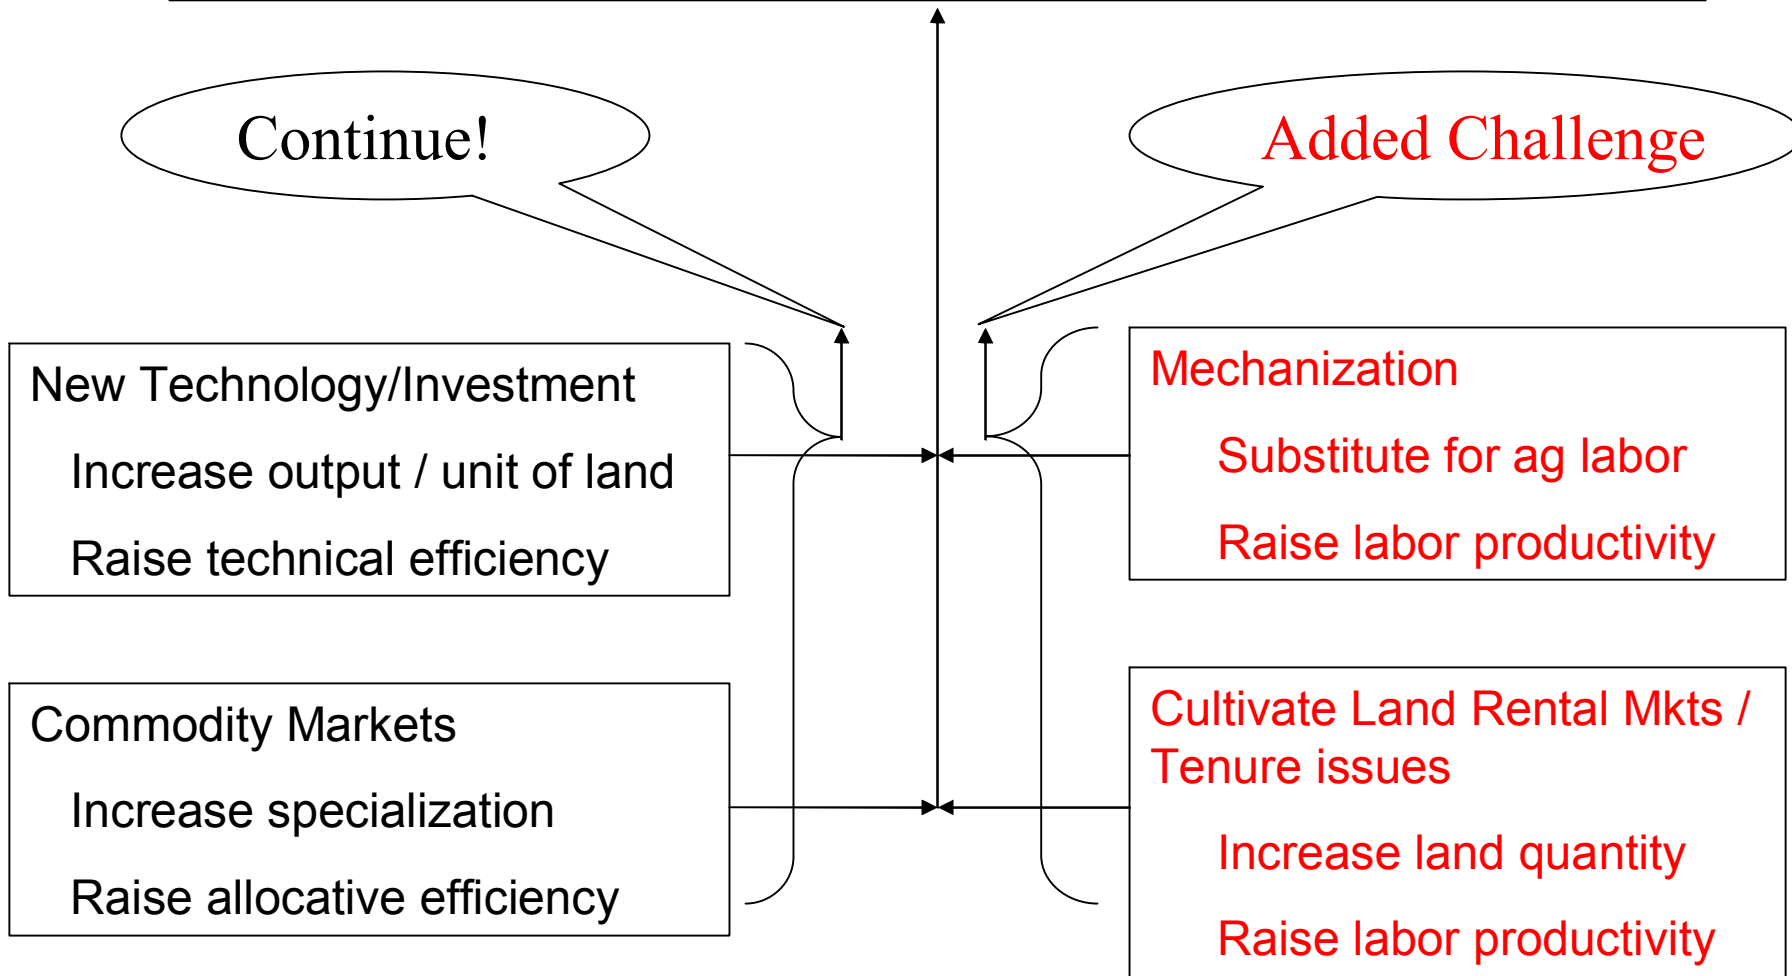 Continue!
Added Challenge
New Technology/Investment
Increase output / unit of land
Raise technical efficiency
Mechanization
Substitute for ag labor
Raise labor productivity
Commodity Markets
Increase specialization
Raise allocative efficiency
Cultivate Land Rental Mkts /
Tenure issues
Increase land quantity
Raise labor productivity